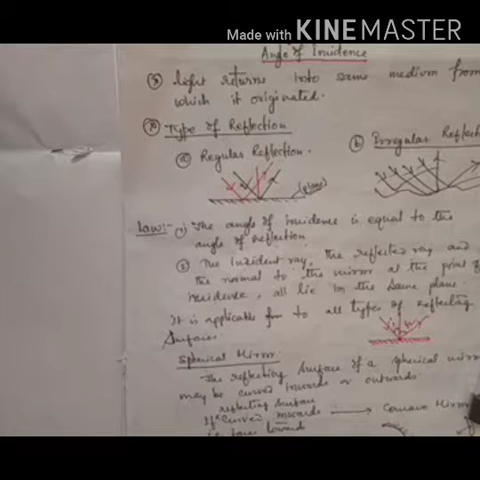 Made with KINEMASTER
Angle of Incidence
③ light returns into same medium from
which it originated.
Type of Reflection
ⓐ Regular Reflection.
ⓑ Irregular Reflect
(plane)
Law:- (1) The angle of incidence is equal to the
angle of reflection.
② The Incident ray, the reflected ray and
the normal to the mirror at the point of
incidence, all lie in the same plane.
It is applicable for to all types of reflecting
Surfaces
Spherical Mirror
The reflecting surface of a spherical mirror
may be curved inwards or outwards
reflecting surface
If curved inwards → Concave Mirror
towards